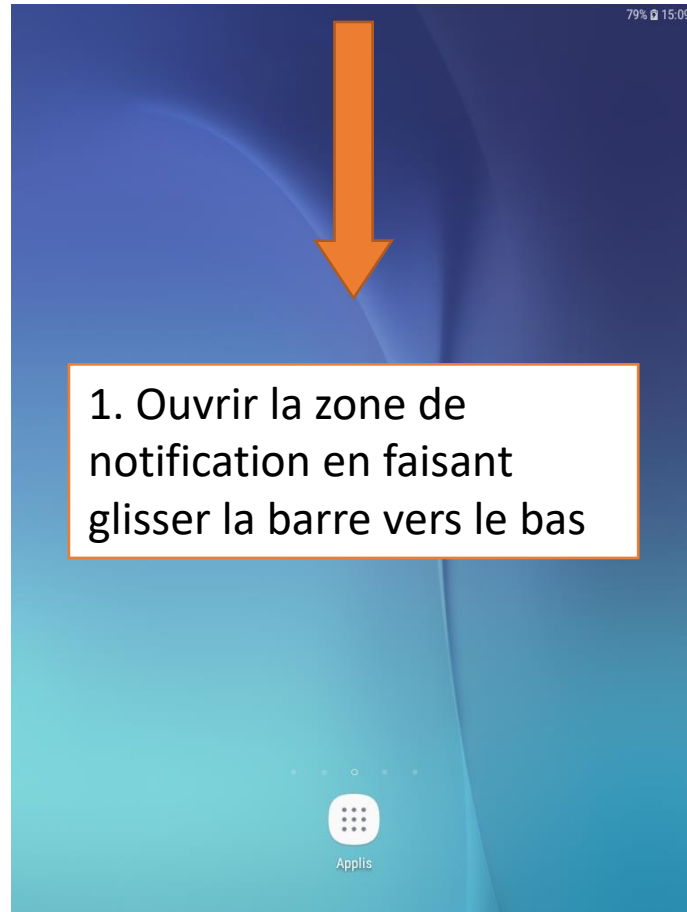 79% 15:09
1. Ouvrir la zone de
notification en faisant
glisser la barre vers le bas
Applis